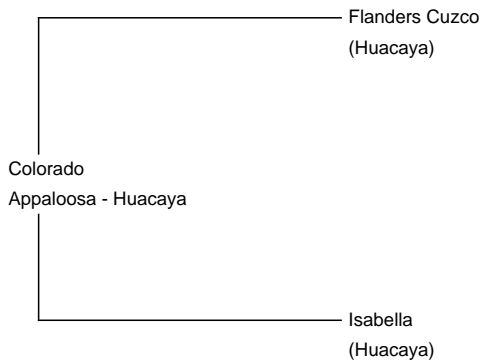 Flanders Cuzco
(Huacaya)
Colorado
Appaloosa - Huacaya
Isabella
(Huacaya)